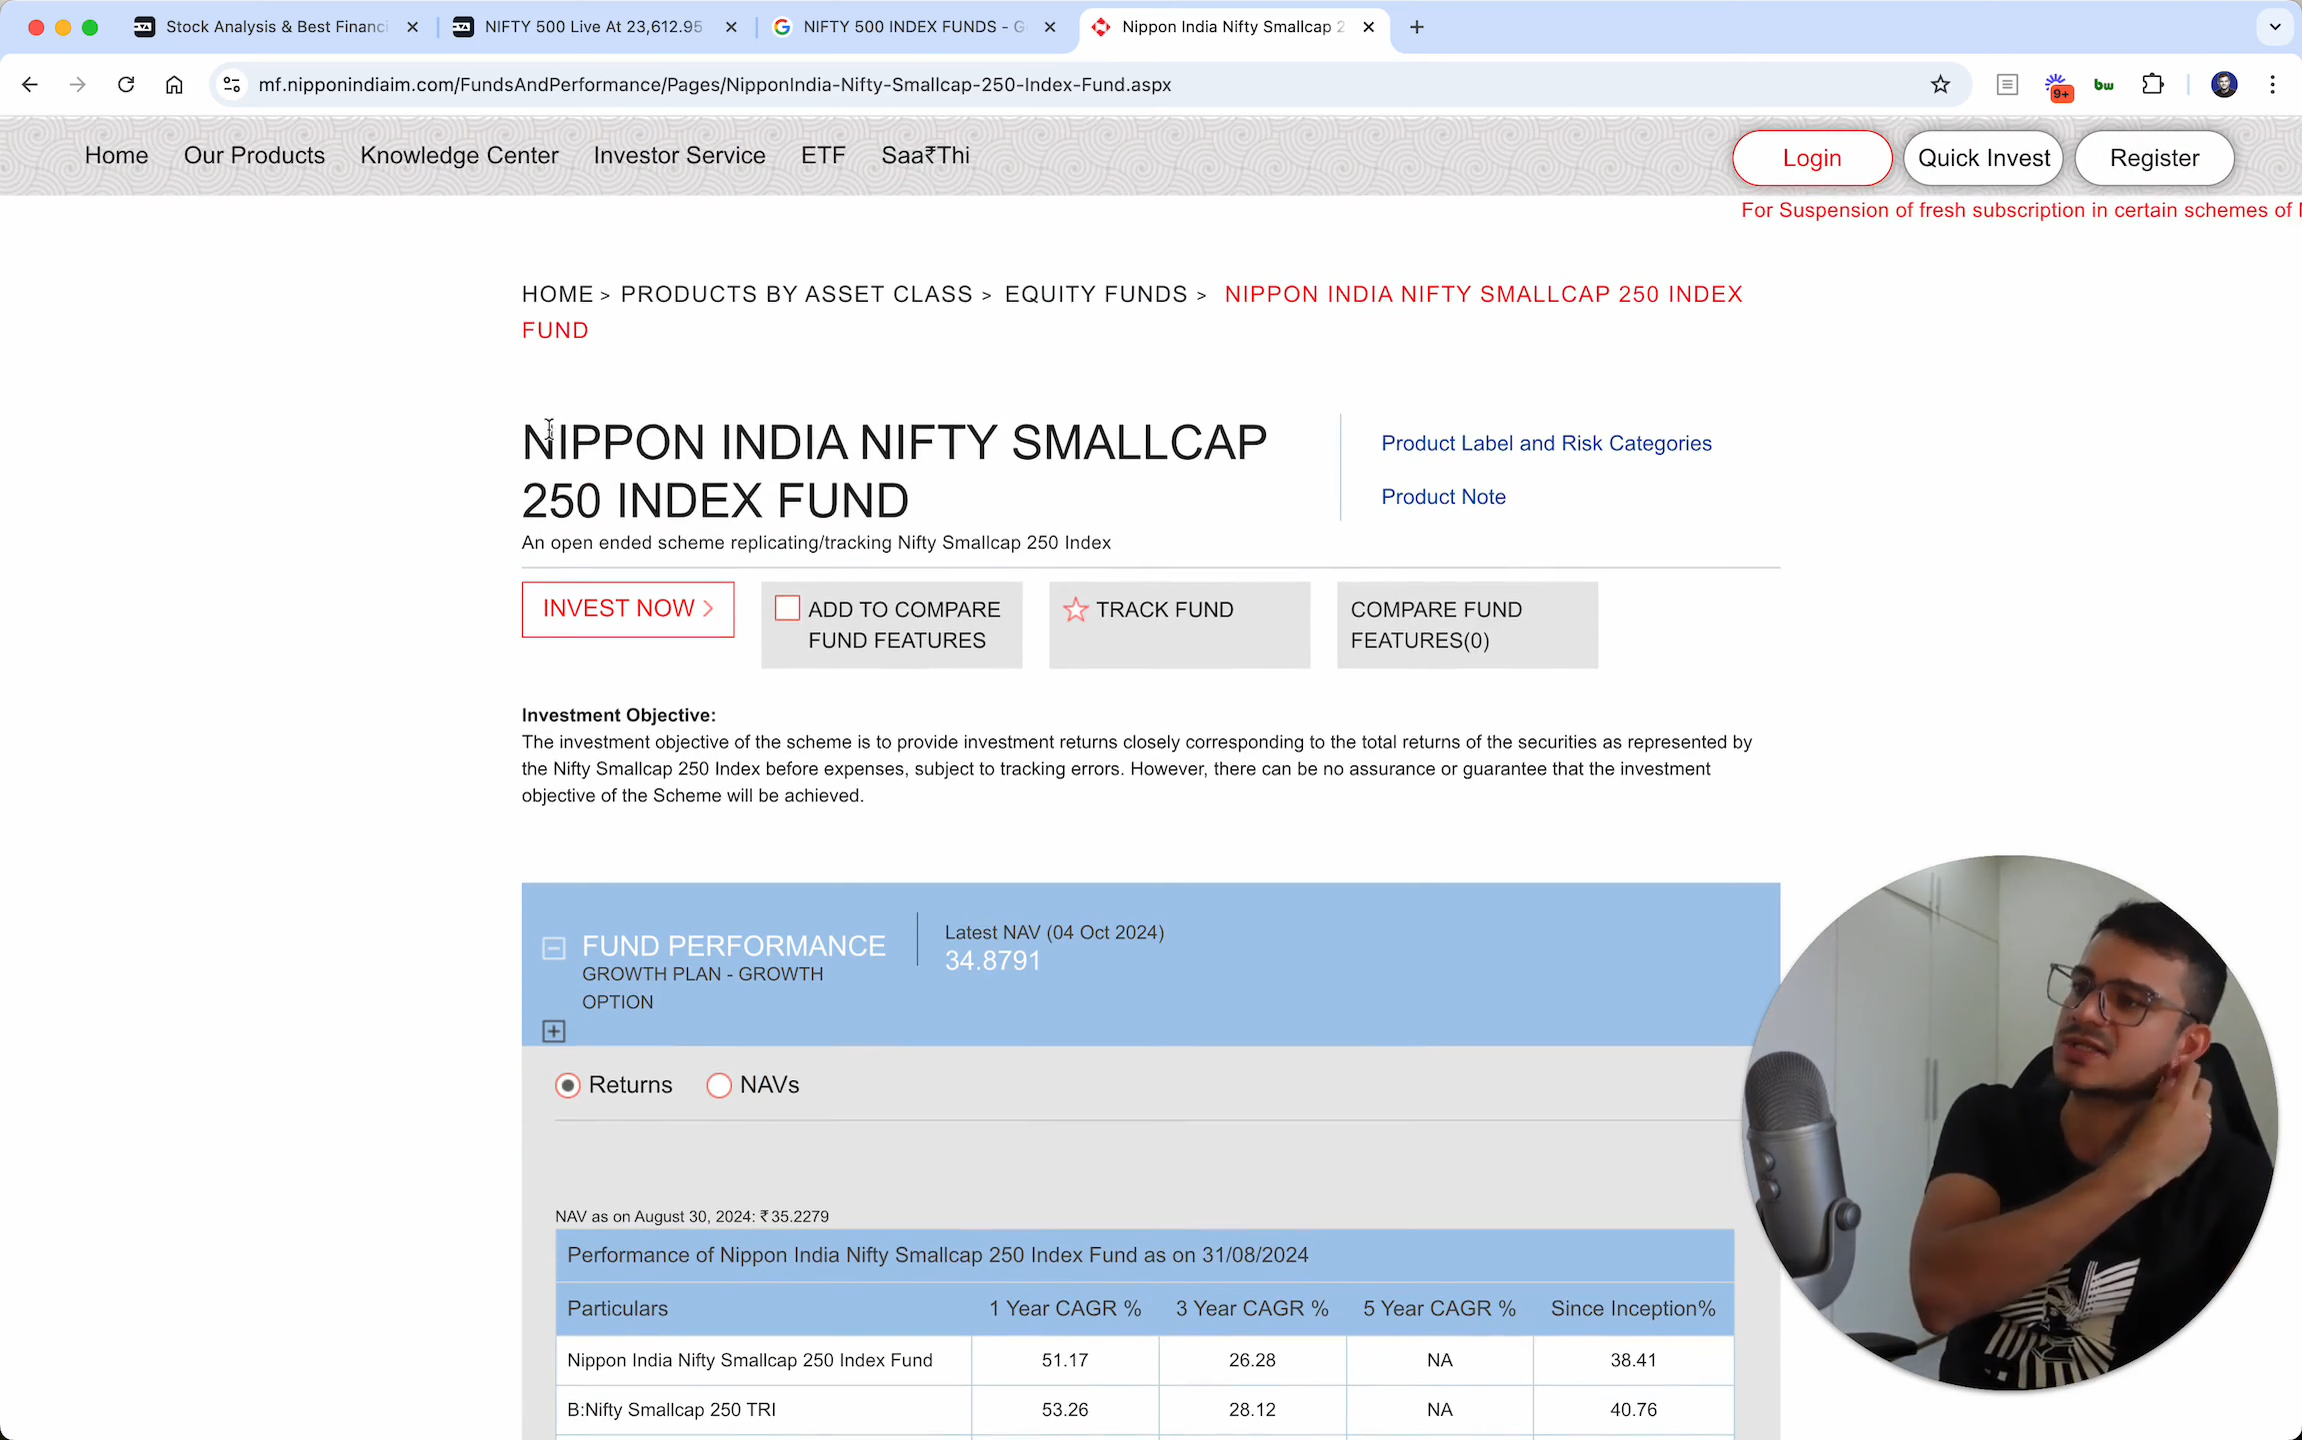 Stock Analysis & Best Financi
NIFTY 500 Live At 23,612.95
NIFTY 500 INDEX FUNDS - G
Nippon India Nifty Smallcap 2
mf.nipponindiaim.com/FundsAndPerformance/Pages/NipponIndia-Nifty-Smallcap-250-Index-Fund.aspx
9+
bw
Home
Our Products
Knowledge Center
Investor Service
ETF
Saa₹Thi
Login
Quick Invest
Register
For Suspension of fresh subscription in certain schemes of
HOME > PRODUCTS BY ASSET CLASS > EQUITY FUNDS > NIPPON INDIA NIFTY SMALLCAP 250 INDEX
FUND
NIPPON INDIA NIFTY SMALLCAP
250 INDEX FUND
An open ended scheme replicating/tracking Nifty Smallcap 250 Index
Product Label and Risk Categories
Product Note
INVEST NOW >
ADD TO COMPARE
FUND FEATURES
TRACK FUND
COMPARE FUND
FEATURES(0)
Investment Objective:
The investment objective of the scheme is to provide investment returns closely corresponding to the total returns of the securities as represented by
the Nifty Smallcap 250 Index before expenses, subject to tracking errors. However, there can be no assurance or guarantee that the investment
objective of the Scheme will be achieved.
FUND PERFORMANCE
GROWTH PLAN - GROWTH
OPTION
Latest NAV (04 Oct 2024)
34.8791
Returns
NAVs
NAV as on August 30, 2024: ₹35.2279
Performance of Nippon India Nifty Smallcap 250 Index Fund as on 31/08/2024
Particulars 1 Year CAGR % 3 Year CAGR % 5 Year CAGR % Since Inception%
Nippon India Nifty Smallcap 250 Index Fund 51.17 26.28 NA 38.41
B:Nifty Smallcap 250 TRI 53.26 28.12 NA 40.76